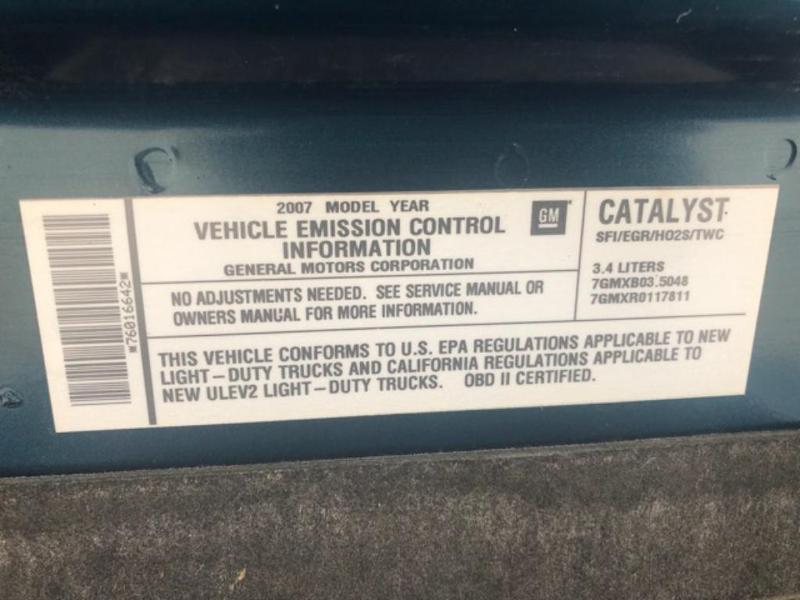 *76016642*
2007 MODEL YEAR
VEHICLE EMISSION CONTROL
INFORMATION
GENERAL MOTORS CORPORATION
GM
CATALYST
SFI/EGR/HO2S/TWC
3.4 LITERS
7GMXB03.5048
7GMXR0117811
NO ADJUSTMENTS NEEDED. SEE SERVICE MANUAL OR
OWNERS MANUAL FOR MORE INFORMATION.
THIS VEHICLE CONFORMS TO U.S. EPA REGULATIONS APPLICABLE TO NEW
LIGHT-DUTY TRUCKS AND CALIFORNIA REGULATIONS APPLICABLE TO
NEW ULEV2 LIGHT-DUTY TRUCKS. OBD II CERTIFIED.